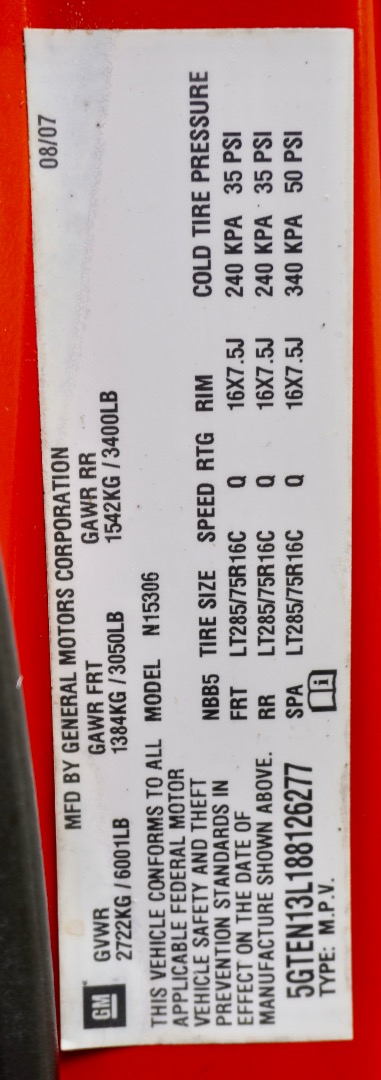 MFD BY GENERAL MOTORS CORPORATION 08/07
GM
GVWR GAWR FRT GAWR RR
2722KG / 6001LB 1384KG / 3050LB 1542KG / 3400LB
THIS VEHICLE CONFORMS TO ALL
APPLICABLE FEDERAL MOTOR
VEHICLE SAFETY AND THEFT
PREVENTION STANDARDS IN
EFFECT ON THE DATE OF
MANUFACTURE SHOWN ABOVE.
5GTEN13L188126277
TYPE: M.P.V.
MODEL N15306
NBB5 TIRE SIZE SPEED RTG RIM COLD TIRE PRESSURE
FRT LT285/75R16C Q 16X7.5J 240 KPA 35 PSI
RR LT285/75R16C Q 16X7.5J 240 KPA 35 PSI
SPA LT285/75R16C Q 16X7.5J 340 KPA 50 PSI
i